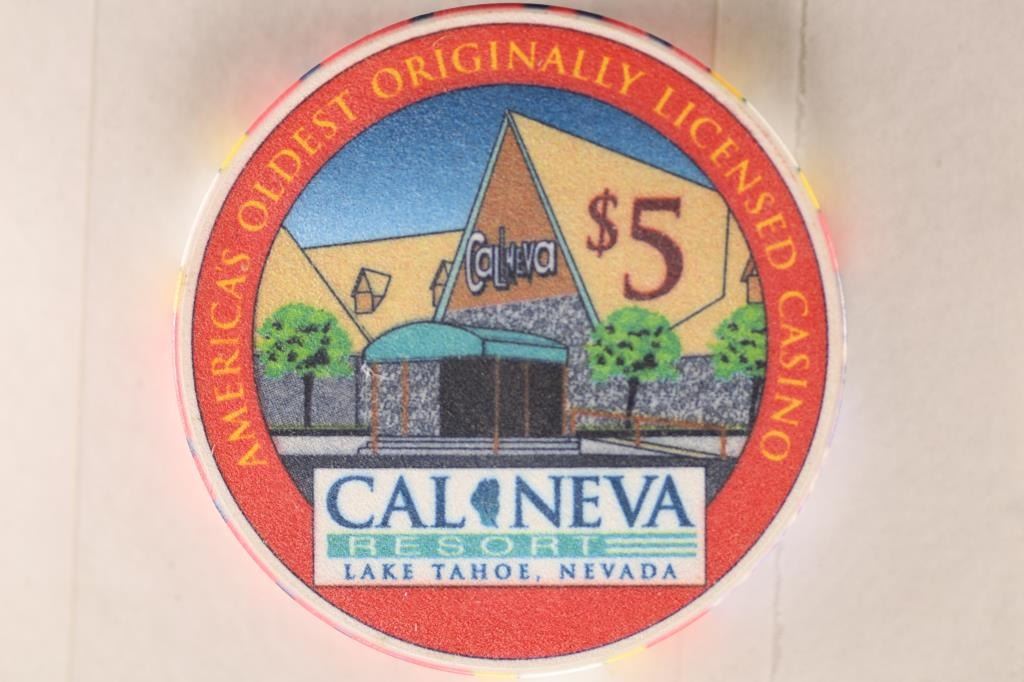 AMERICA'S OLDEST ORIGINALLY LICENSED CASINO
$5
CALNEVA
CAL NEVA
RESORT
LAKE TAHOE, NEVADA